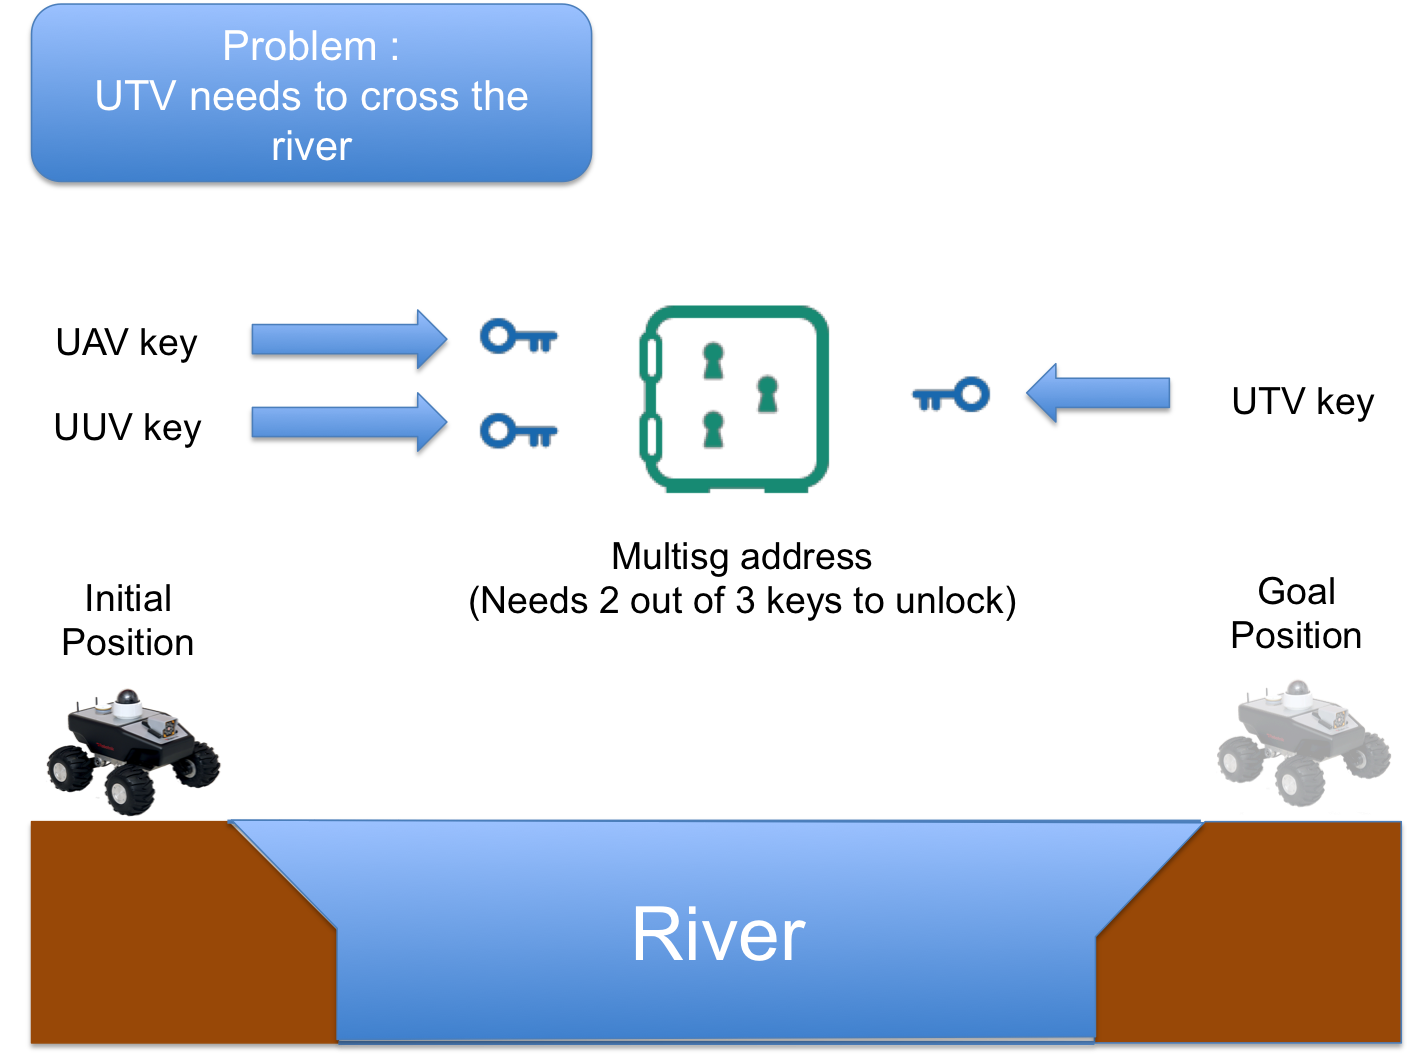 Problem :
UTV needs to cross the
river
UAV key
UUV key
UTV key
Multisg address
(Needs 2 out of 3 keys to unlock)
Initial
Position
Goal
Position
River